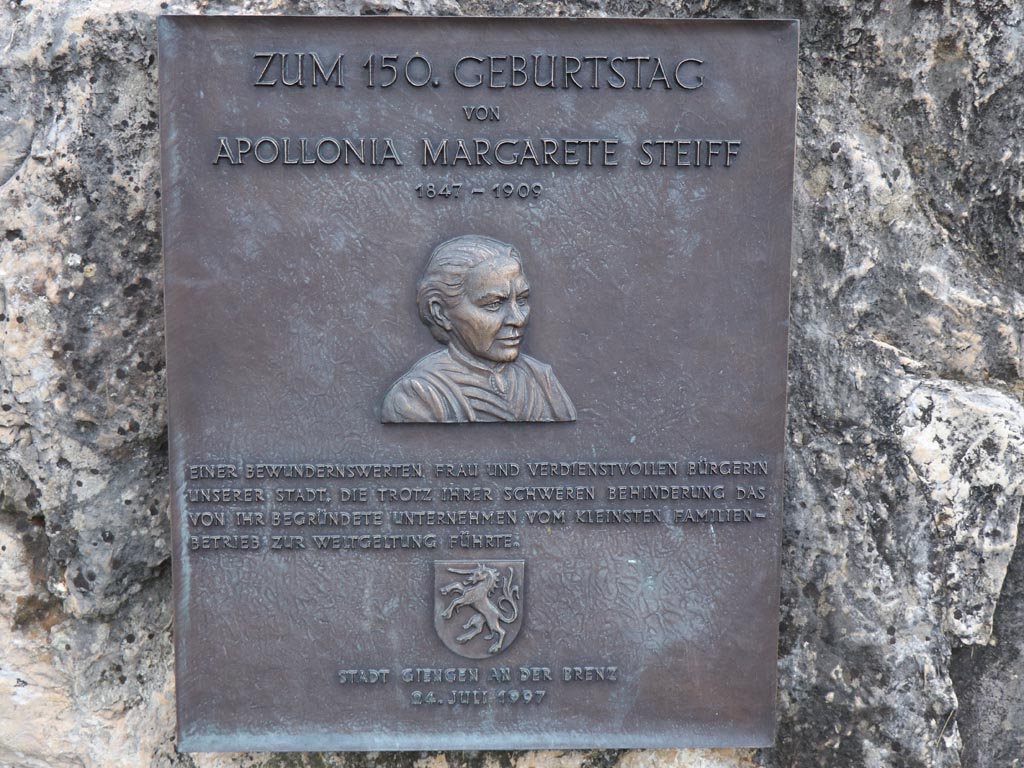 ZUM 150. GEBURTSTAG
VON
APOLLONIA MARGARETE STEIFF
1847 – 1909
EINER BEWUNDERNSWERTEN FRAU UND VERDIENSTVOLLEN BÜRGERIN
UNSERER STADT, DIE TROTZ IHRER SCHWEREN BEHINDERUNG DAS
VON IHR BEGRÜNDETE UNTERNEHMEN VOM KLEINSTEN FAMILIEN-
BETRIEB ZUR WELTGELTUNG FÜHRTE.
STADT GIENGEN AN DER BRENZ
24. JULI 1997